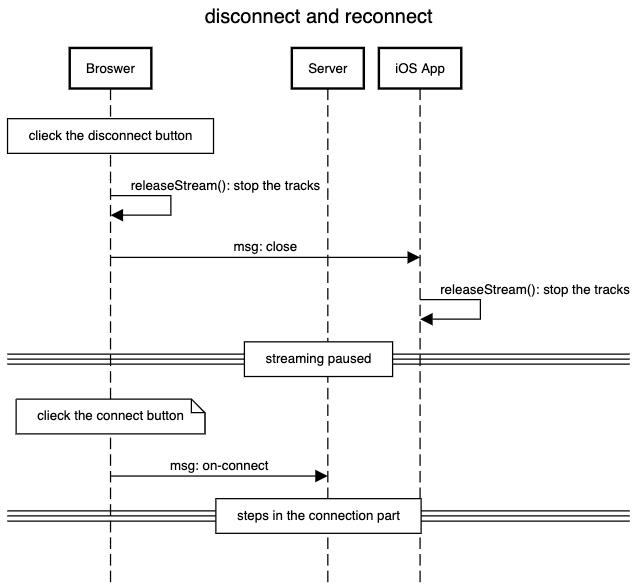 disconnect and reconnect
Broswer
Server
iOS App
clieck the disconnect button
releaseStream(): stop the tracks
msg: close
releaseStream(): stop the tracks
streaming paused
clieck the connect button
msg: on-connect
steps in the connection part